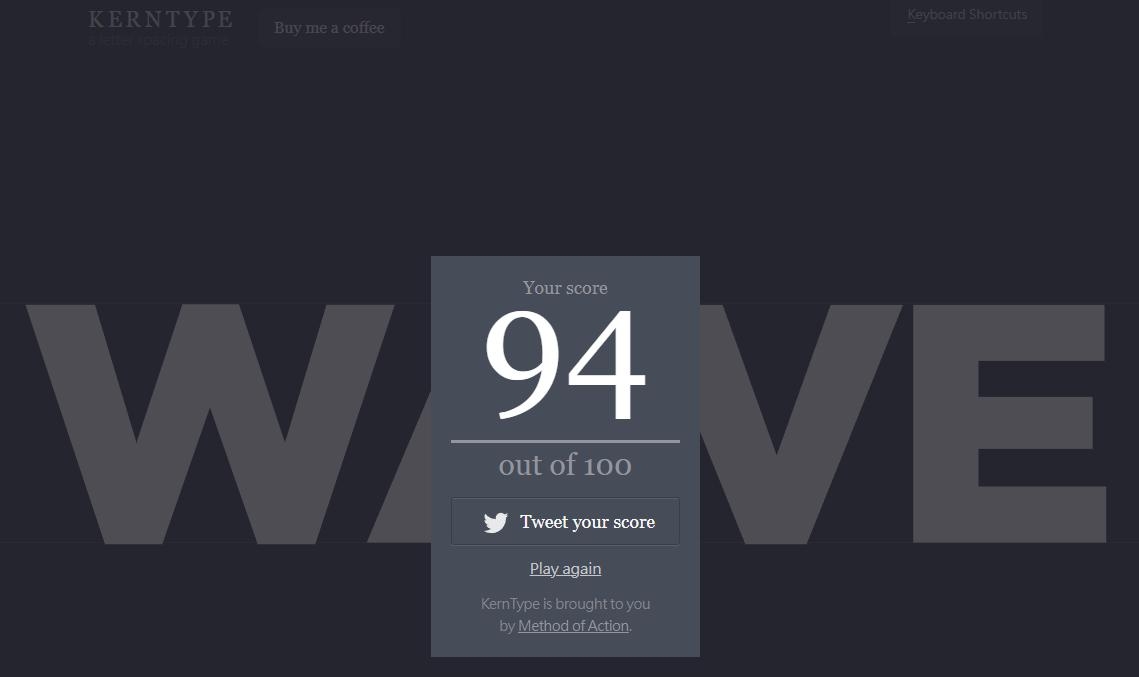 KERNTYPE
a letter spacing game
Buy me a coffee
Keyboard Shortcuts
WAVE
Your score
94
out of 100
Tweet your score
Play again
KernType is brought to you
by Method of Action.